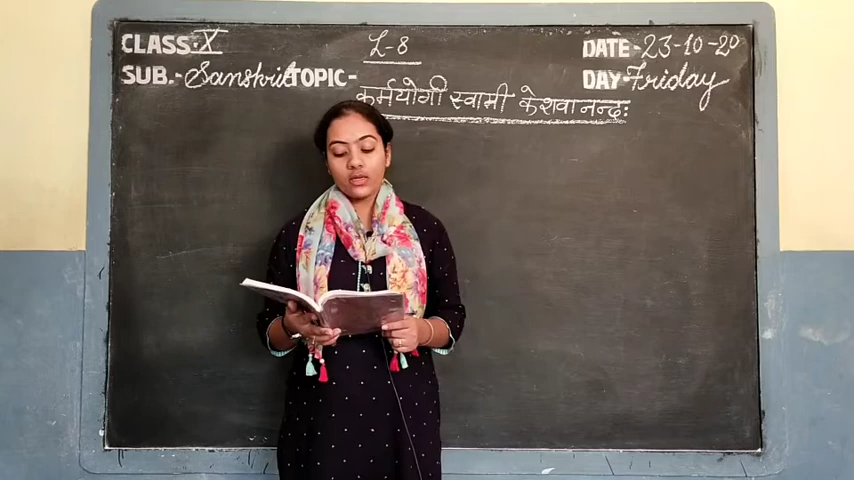 CLASS:- X L-8 DATE:- 23-10-20
SUB.- Sanskrit TOPIC- DAY- Friday
कर्मयोगी स्वामी केशवानन्दः